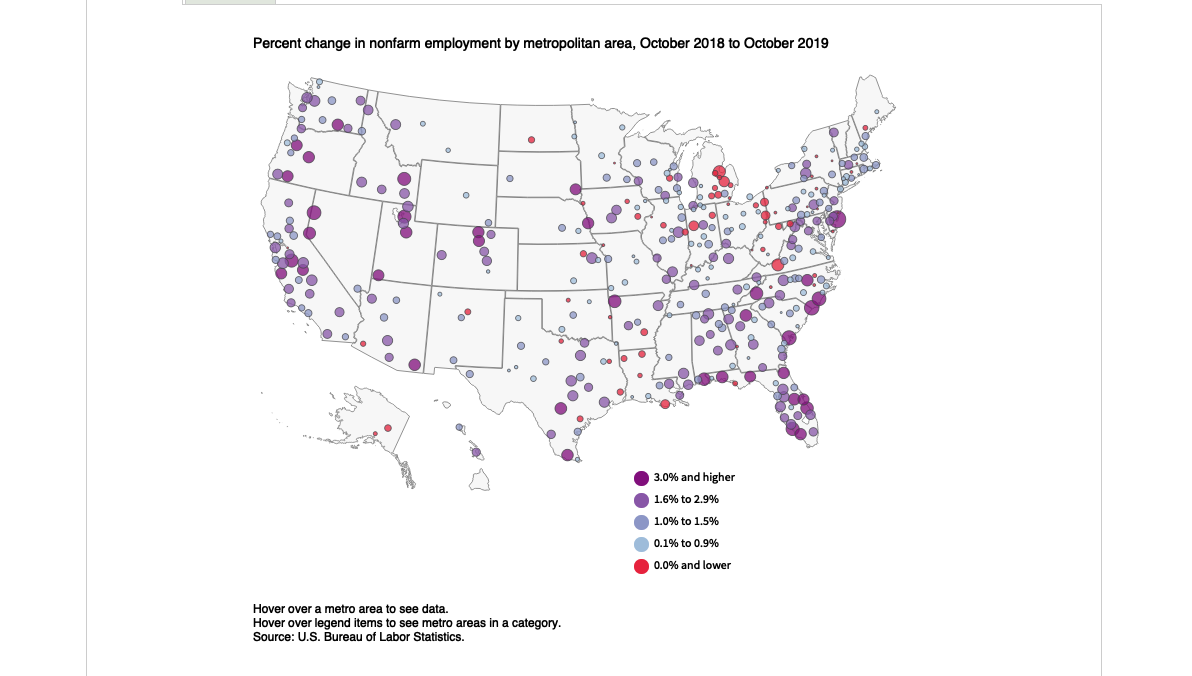 Percent change in nonfarm employment by metropolitan area, October 2018 to October 2019
3.0% and higher
1.6% to 2.9%
1.0% to 1.5%
0.1% to 0.9%
0.0% and lower
Hover over a metro area to see data.
Hover over legend items to see metro areas in a category.
Source: U.S. Bureau of Labor Statistics.